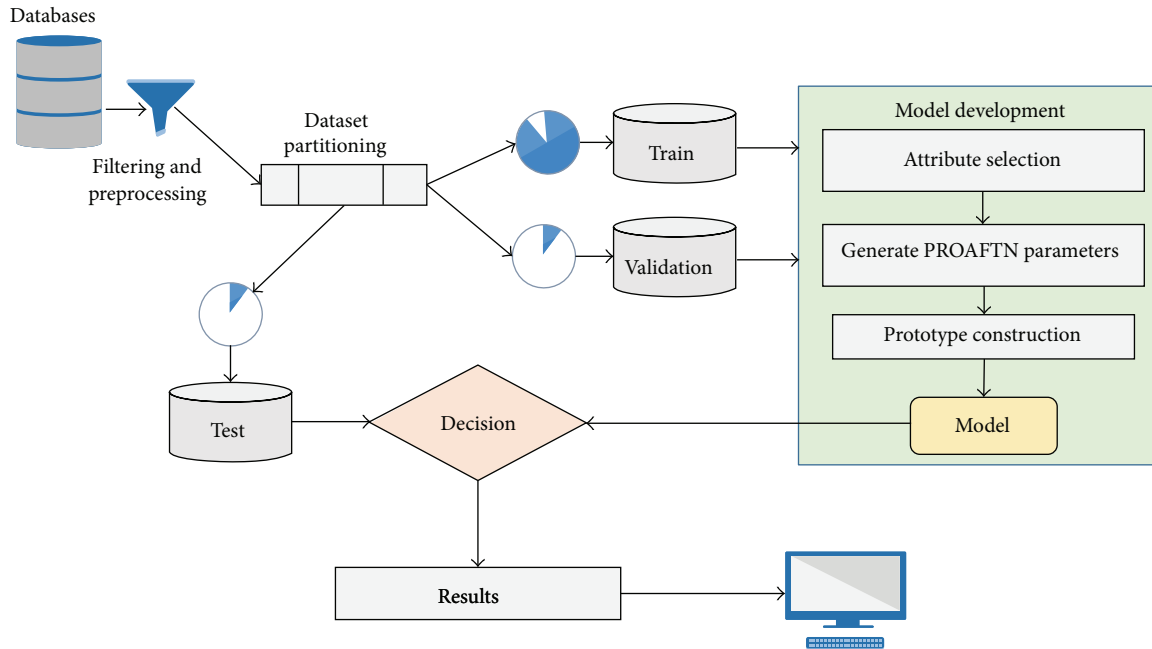 Databases
Filtering and
preprocessing
Dataset
partitioning
Train
Validation
Test
Model development
Attribute selection
Generate PROAFTN parameters
Prototype construction
Model
Decision
Results